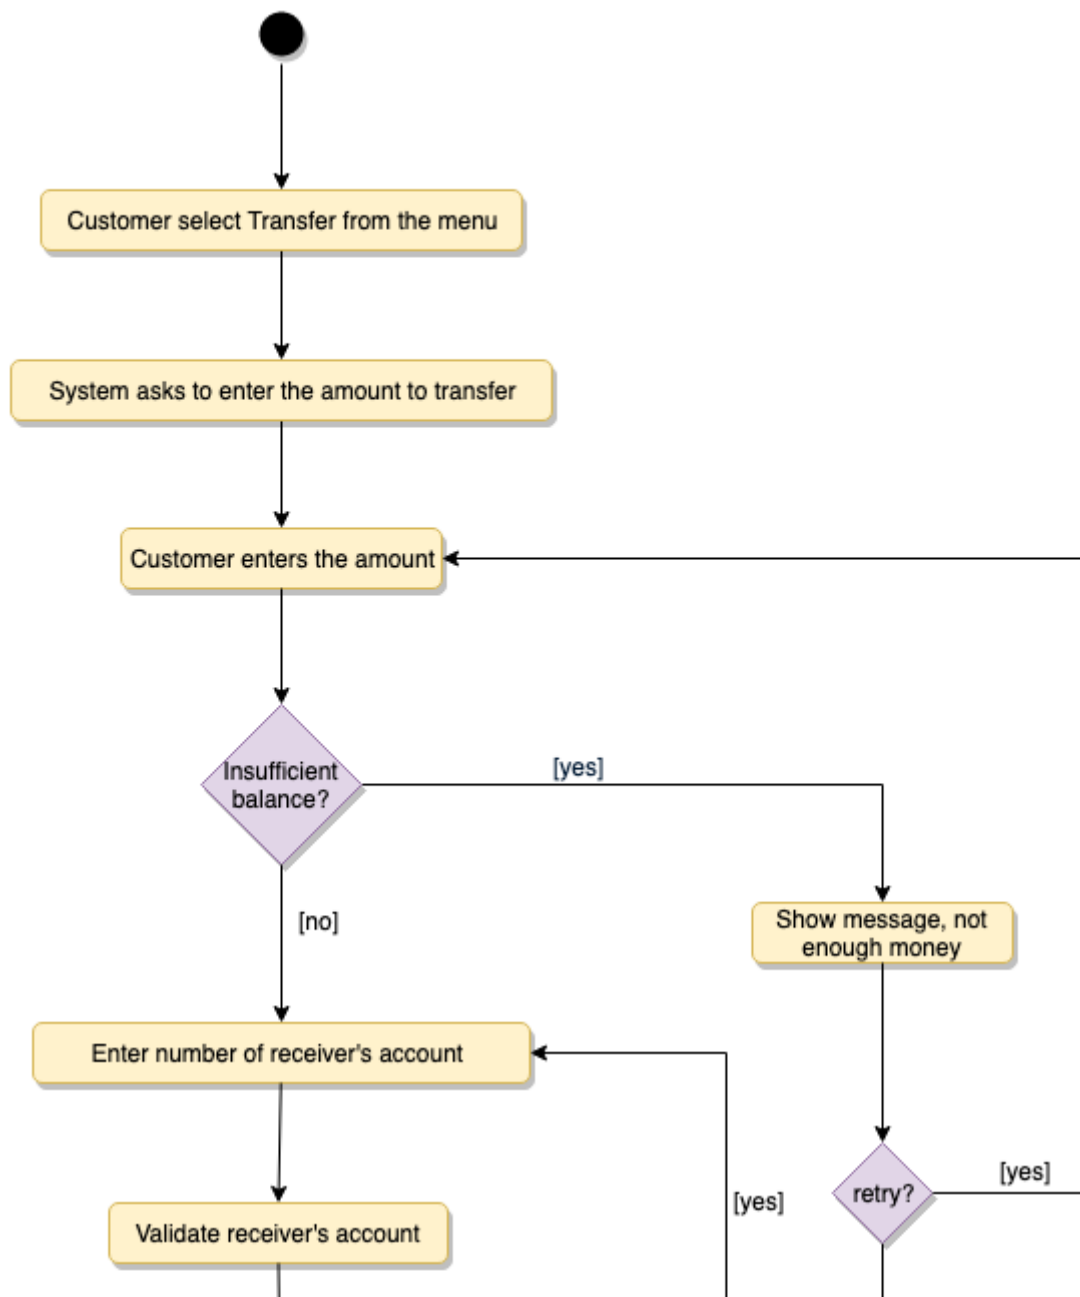 Customer select Transfer from the menu
System asks to enter the amount to transfer
Customer enters the amount
Insufficient
balance?
[yes]
[no]
Show message, not
enough money
Enter number of receiver's account
[yes]
retry?
[yes]
Validate receiver's account